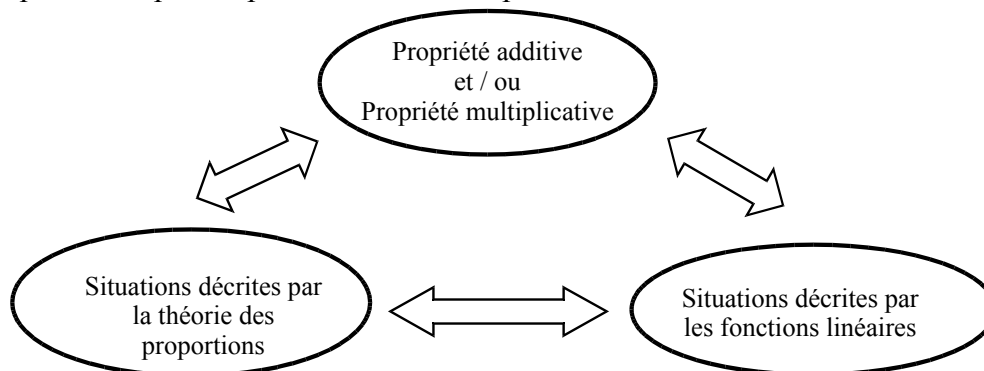 Propriété additive
et / ou
Propriété multiplicative
Situations décrites par
la théorie des
proportions
Situations décrites par
les fonctions linéaires